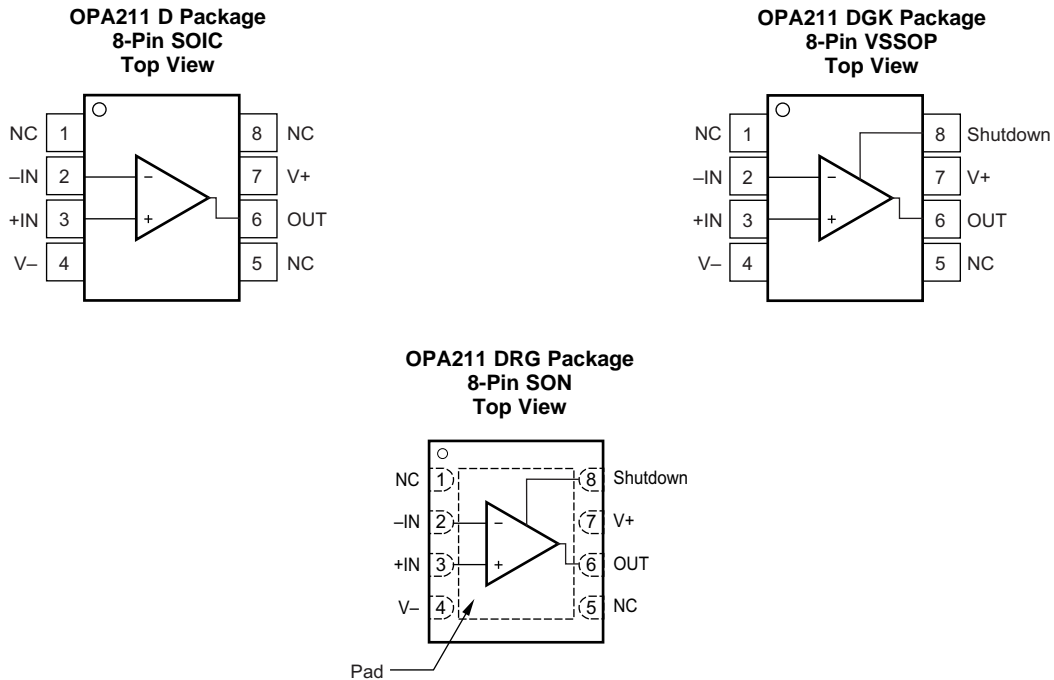 OPA211 D Package
8-Pin SOIC
Top View
NC 1 8 NC
–IN 2 – 7 V+
+IN 3 + 6 OUT
V– 4 5 NC
OPA211 DGK Package
8-Pin VSSOP
Top View
NC 1 8 Shutdown
–IN 2 – 7 V+
+IN 3 + 6 OUT
V– 4 5 NC
OPA211 DRG Package
8-Pin SON
Top View
NC 1 8 Shutdown
–IN 2 – 7 V+
+IN 3 + 6 OUT
V– 4 5 NC
Pad